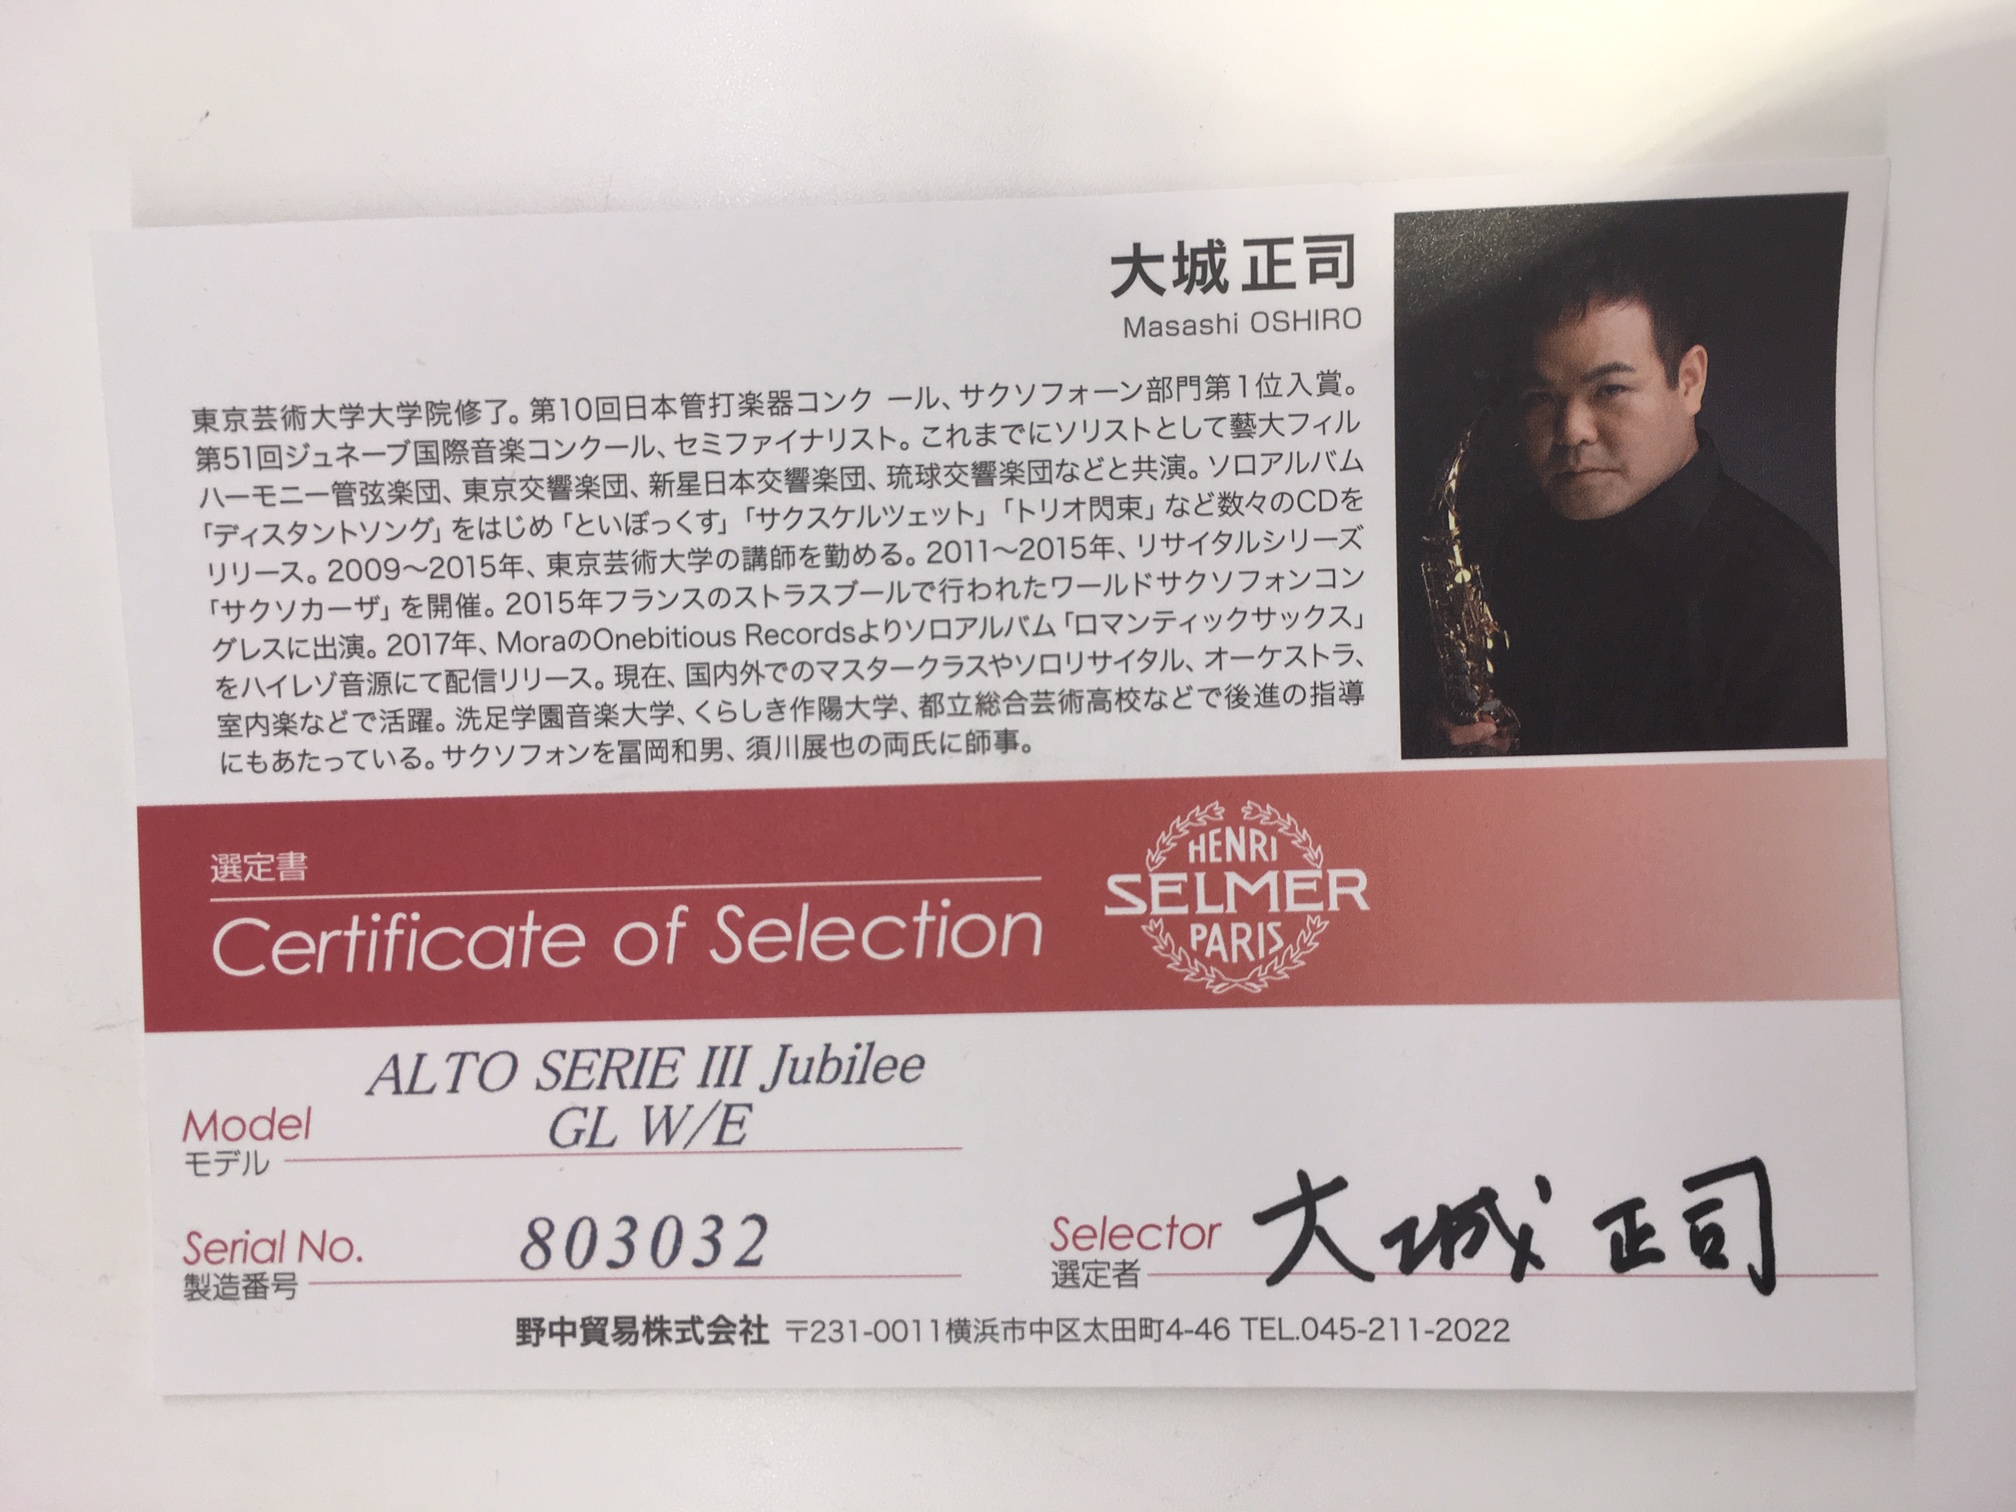 大城 正司
Masashi OSHIRO
東京芸術大学大学院修了。第10回日本管打楽器コンク ール、サクソフォーン部門第1位入賞。
第51回ジュネーブ国際音楽コンクール、セミファイナリスト。これまでにソリストとして藝大フィル
ハーモニー管弦楽団、東京交響楽団、新星日本交響楽団、琉球交響楽団などと共演。ソロアルバム
「ディスタントソング」をはじめ「といぼっくす」「サクスケルツェット」「トリオ閃束」など数々のCDを
リリース。2009〜2015年、東京芸術大学の講師を勤める。2011〜2015年、リサイタルシリーズ
「サクソカーザ」を開催。2015年フランスのストラスブールで行われたワールドサクソフォンコン
グレスに出演。2017年、MoraのOnebitious Recordsよりソロアルバム「ロマンティックサックス」
をハイレゾ音源にて配信リリース。現在、国内外でのマスタークラスやソロリサイタル、オーケストラ、
室内楽などで活躍。洗足学園音楽大学、くらしき作陽大学、都立総合芸術高校などで後進の指導
にもあたっている。サクソフォンを冨岡和男、須川展也の両氏に師事。
選定書
Certificate of Selection
HENRI
SELMER
PARIS
ALTO SERIE III Jubilee
GL W/E
Model
モデル
Serial No. 803032
製造番号
Selector 大城 正司
選定者
野中貿易株式会社 〒231-0011横浜市中区太田町4-46 TEL.045-211-2022